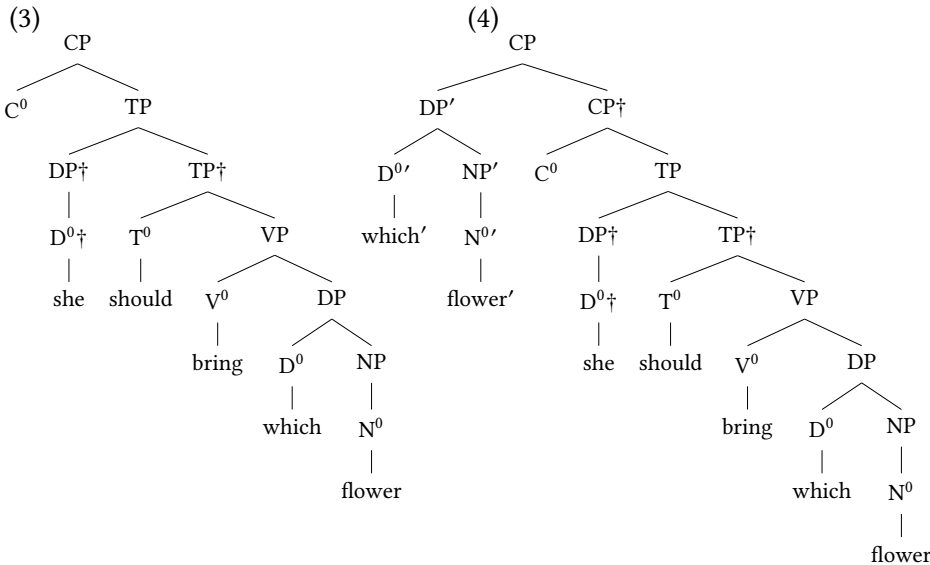 (3) (4)
CP CP
C⁰ TP DP′ CP†
DP† TP† D⁰′ NP′ C⁰ TP
D⁰† T⁰ VP which′ N⁰′ DP† TP†
she should V⁰ DP flower′ D⁰† T⁰ VP
bring D⁰ NP she should V⁰ DP
which N⁰ bring D⁰ NP
flower which N⁰
flower